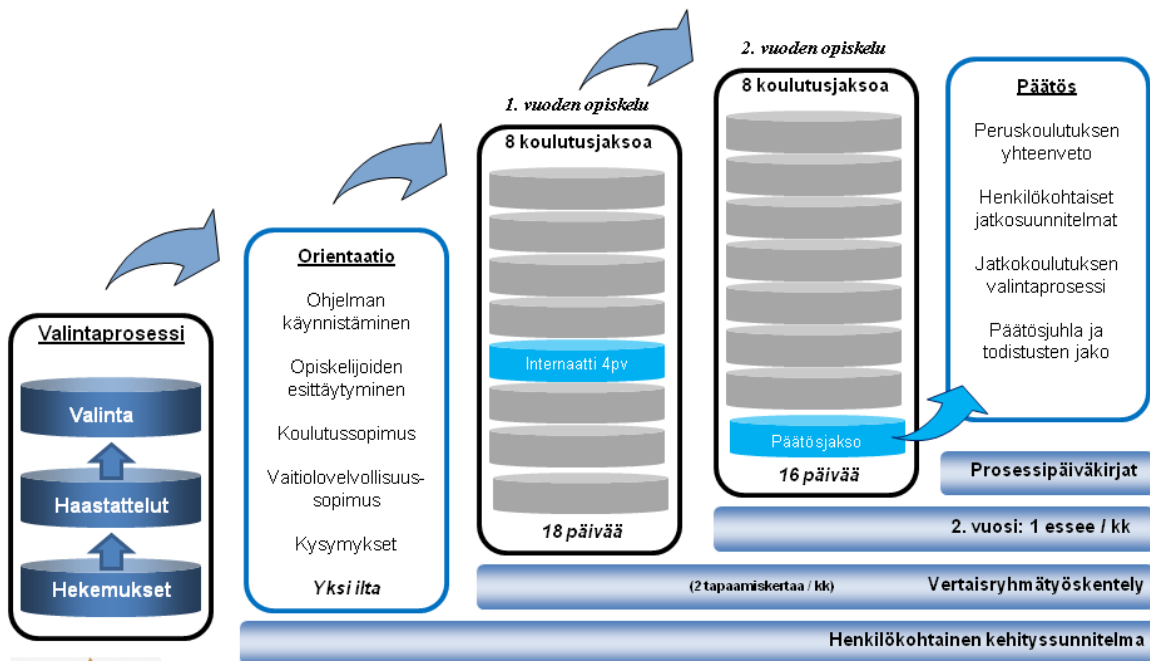 Valintaprosessi
Valinta
Haastattelut
Hekemukset
Orientaatio
Ohjelman
käynnistäminen
Opiskelijoiden
esittäytyminen
Koulutussopimus
Vaitiolovelvollisuus-
sopimus
Kysymykset
Yksi ilta
1. vuoden opiskelu
8 koulutusjaksoa
Internaatti 4pv
18 päivää
2. vuoden opiskelu
8 koulutusjaksoa
Päätösjakso
16 päivää
Päätös
Peruskoulutuksen
yhteenveto
Henkilökohtaiset
jatkosuunnitelmat
Jatkokoulutuksen
valintaprosessi
Päätösjuhla ja
todistusten jako
Prosessipäiväkirjat
2. vuosi: 1 essee / kk
(2 tapaamiskertaa / kk) Vertaisryhmätyöskentely
Henkilökohtainen kehityssunnitelma